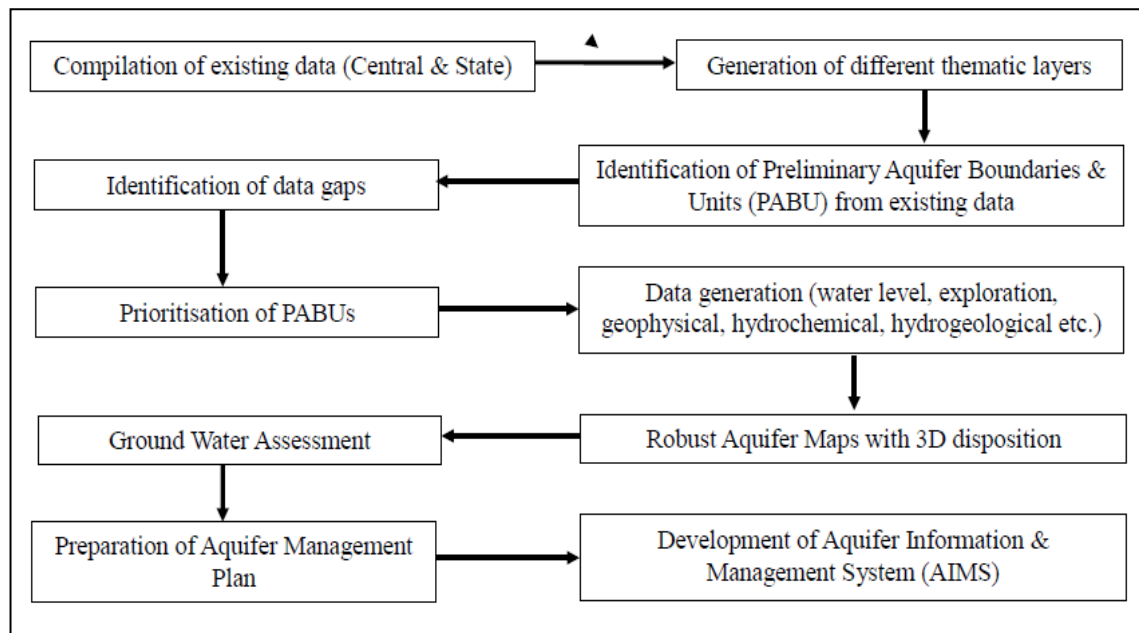 Compilation of existing data (Central & State)
Generation of different thematic layers
Identification of Preliminary Aquifer Boundaries &
Units (PABU) from existing data
Identification of data gaps
Prioritisation of PABUs
Data generation (water level, exploration,
geophysical, hydrochemical, hydrogeological etc.)
Robust Aquifer Maps with 3D disposition
Ground Water Assessment
Preparation of Aquifer Management
Plan
Development of Aquifer Information &
Management System (AIMS)